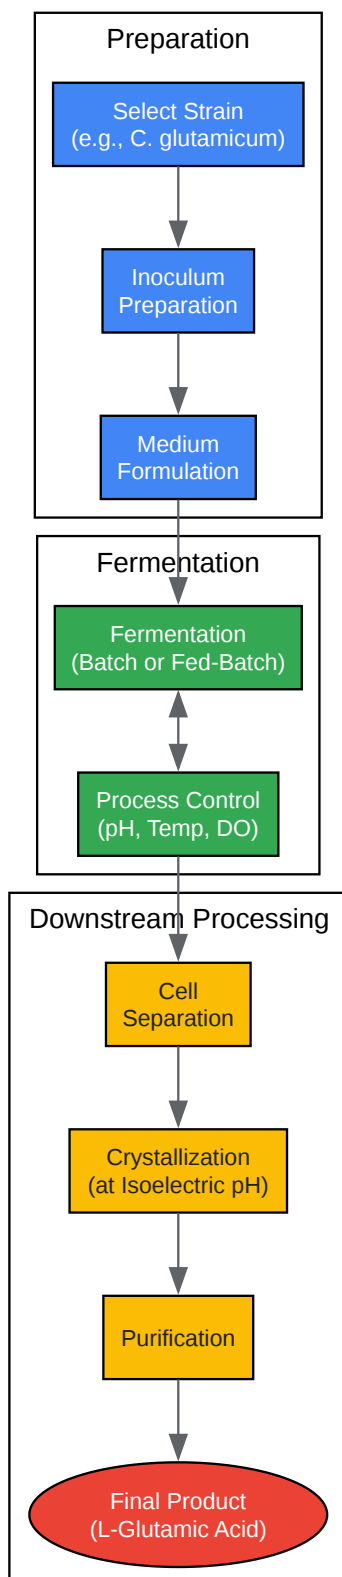 Preparation
Select Strain
(e.g., C. glutamicum)
Inoculum
Preparation
Medium
Formulation
Fermentation
Fermentation
(Batch or Fed-Batch)
Process Control
(pH, Temp, DO)
Downstream Processing
Cell
Separation
Crystallization
(at Isoelectric pH)
Purification
Final Product
(L-Glutamic Acid)